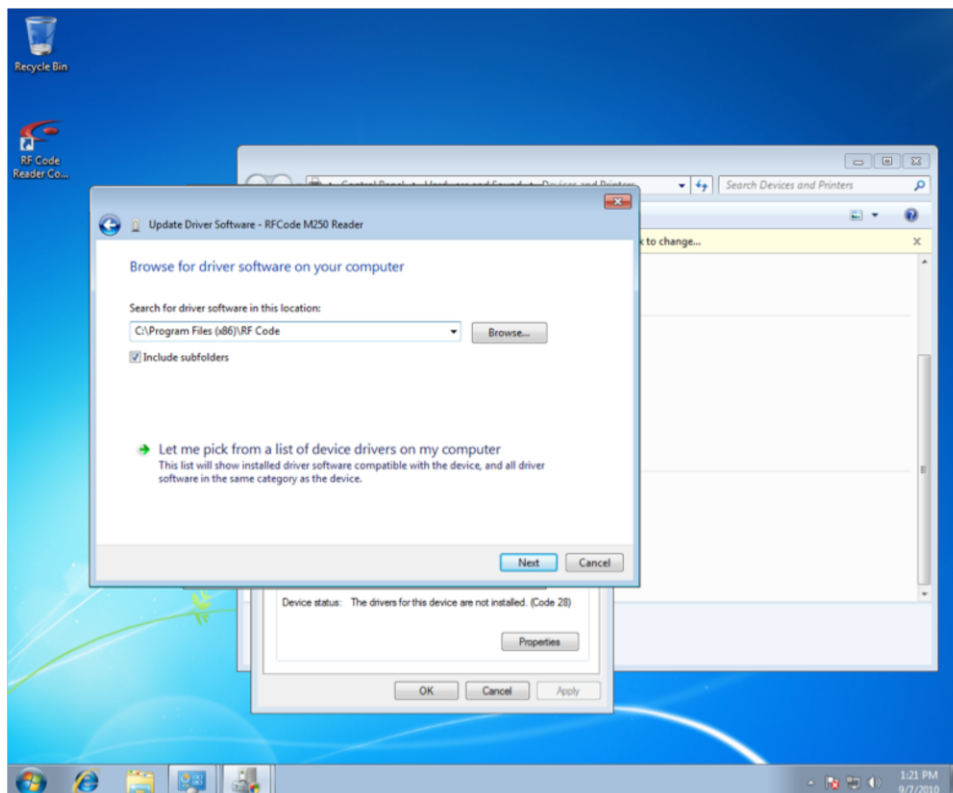 Recycle Bin
RF Code
Reader Co...
Search Devices and Printers
Update Driver Software - RFCode M250 Reader
k to change...
Browse for driver software on your computer
Search for driver software in this location:
C:\Program Files (x86)\RF Code
Browse...
Include subfolders
Let me pick from a list of device drivers on my computer
This list will show installed driver software compatible with the device, and all driver
software in the same category as the device.
Next
Cancel
Device status: The drivers for this device are not installed. (Code 28)
Properties
OK
Cancel
Apply
1:21 PM
9/7/2010